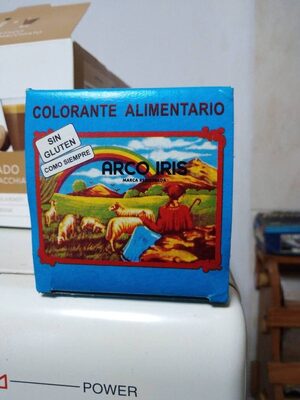 COLORANTE ALIMENTARIO
SIN
GLUTEN
COMO SIEMPRE
ARCO IRIS
MARCA REGISTRADA
POWER